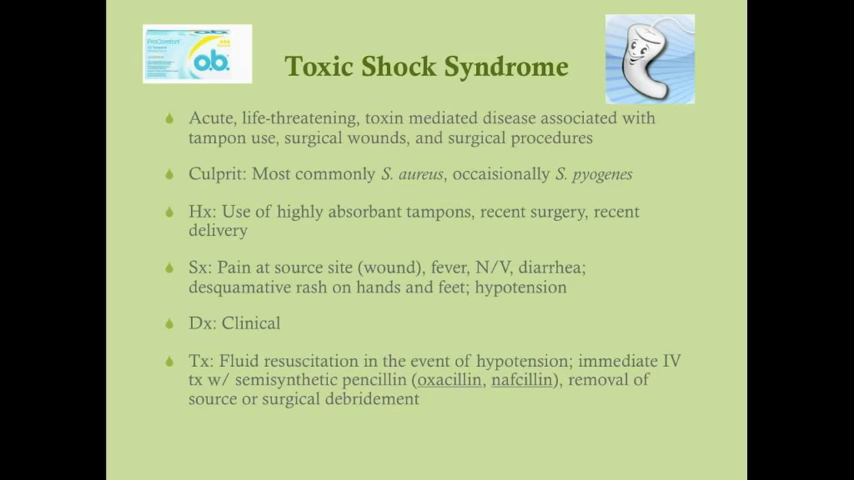 ProComfort
o.b.
Toxic Shock Syndrome
Acute, life-threatening, toxin mediated disease associated with
tampon use, surgical wounds, and surgical procedures
Culprit: Most commonly S. aureus, occaisionally S. pyogenes
Hx: Use of highly absorbant tampons, recent surgery, recent
delivery
Sx: Pain at source site (wound), fever, N/V, diarrhea;
desquamative rash on hands and feet; hypotension
Dx: Clinical
Tx: Fluid resuscitation in the event of hypotension; immediate IV
tx w/ semisynthetic pencillin (oxacillin, nafcillin), removal of
source or surgical debridement